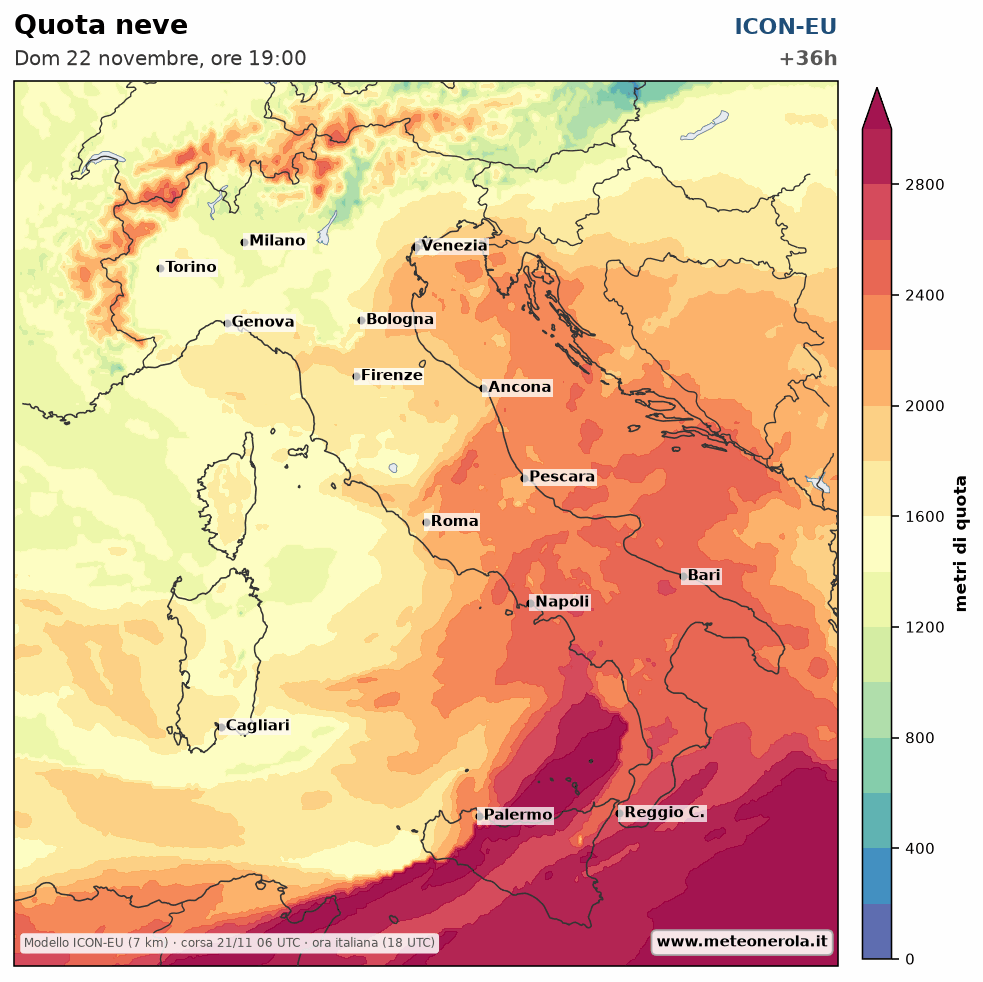 Quota neve
ICON-EU
Dom 22 novembre, ore 19:00
+36h
Milano
Venezia
Torino
Genova
Bologna
Firenze
Ancona
Pescara
Roma
Bari
Napoli
Cagliari
Palermo
Reggio C.
2800
2400
2000
1600
1200
800
400
0
metri di quota
Modello ICON-EU (7 km) · corsa 21/11 06 UTC · ora italiana (18 UTC)
www.meteonerola.it